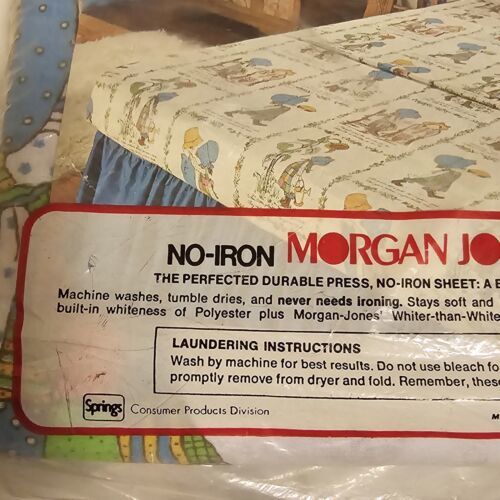 NO-IRON MORGAN JO
THE PERFECTED DURABLE PRESS, NO-IRON SHEET: A
Machine washes, tumble dries, and never needs ironing. Stays soft and
built-in whiteness of Polyester plus Morgan-Jones' Whiter-than-White
LAUNDERING INSTRUCTIONS
Wash by machine for best results. Do not use bleach fo
promptly remove from dryer and fold. Remember, these
Springs Consumer Products Division